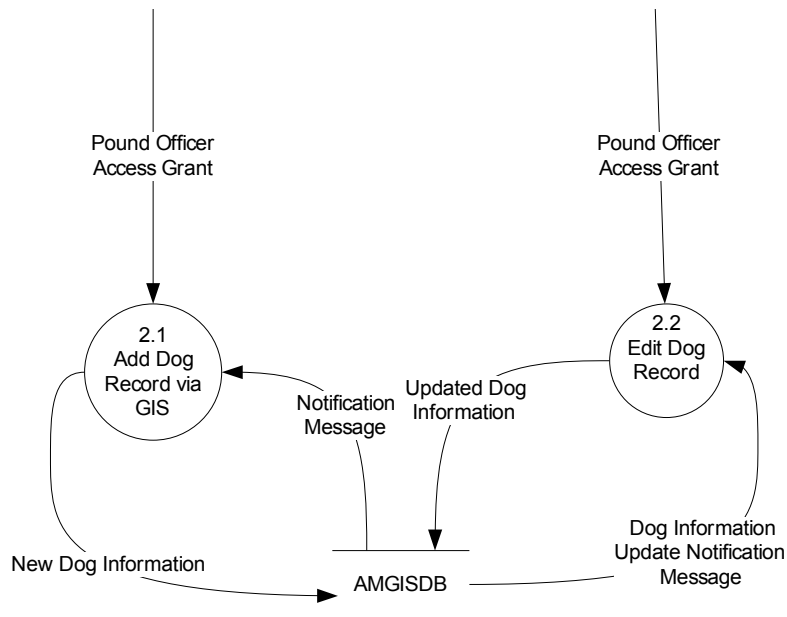 Pound Officer
Access Grant
Pound Officer
Access Grant
2.1
Add Dog
Record via
GIS
2.2
Edit Dog
Record
Notification
Message
Updated Dog
Information
New Dog Information
AMGISDB
Dog Information
Update Notification
Message